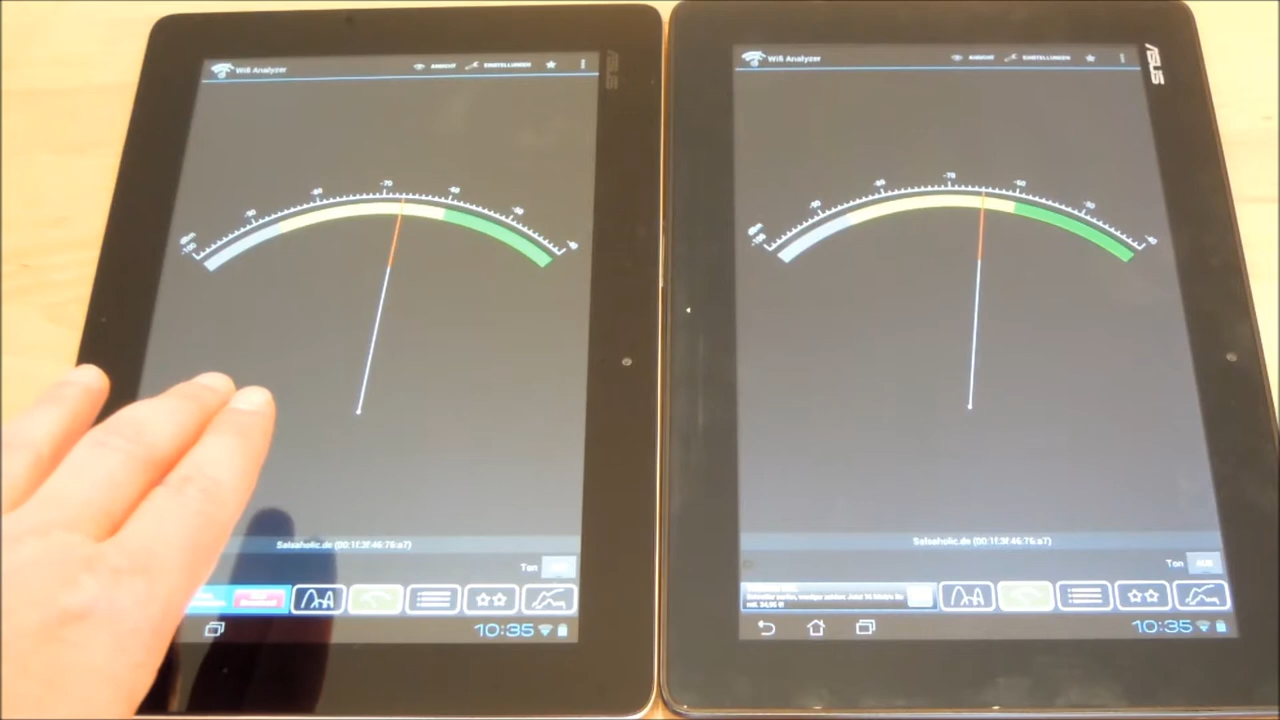 ASUS
Wifi Analyzer ANSICHT EINSTELLUNGEN
-100 -90 -80 -70 -60 -50 -40
dBm
Salsaholic.de (00:1f:3f:46:76:a7)
Ton
10:35
ASUS
Wifi Analyzer ANSICHT EINSTELLUNGEN
-100 -90 -80 -70 -60 -50 -40
dBm
Salsaholic.de (00:1f:3f:46:76:a7)
Ton AUS
10:35